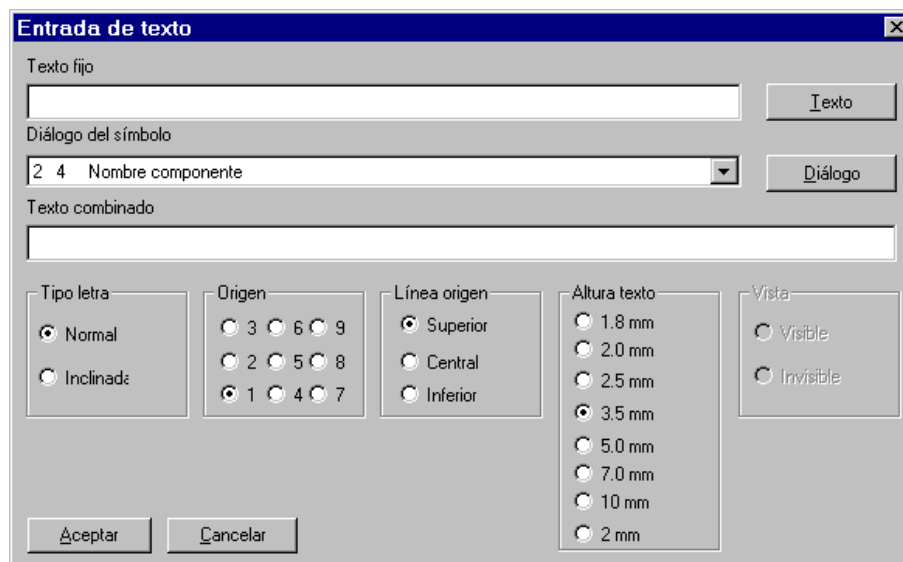 Entrada de texto
Texto fijo
Texto
Diálogo del símbolo
2 4 Nombre componente
Diálogo
Texto combinado
Tipo letra
Normal
Inclinada
Origen
3 6 9
2 5 8
1 4 7
Línea origen
Superior
Central
Inferior
Altura texto
1.8 mm
2.0 mm
2.5 mm
3.5 mm
5.0 mm
7.0 mm
10 mm
2 mm
Vista
Visible
Invisible
Aceptar
Cancelar